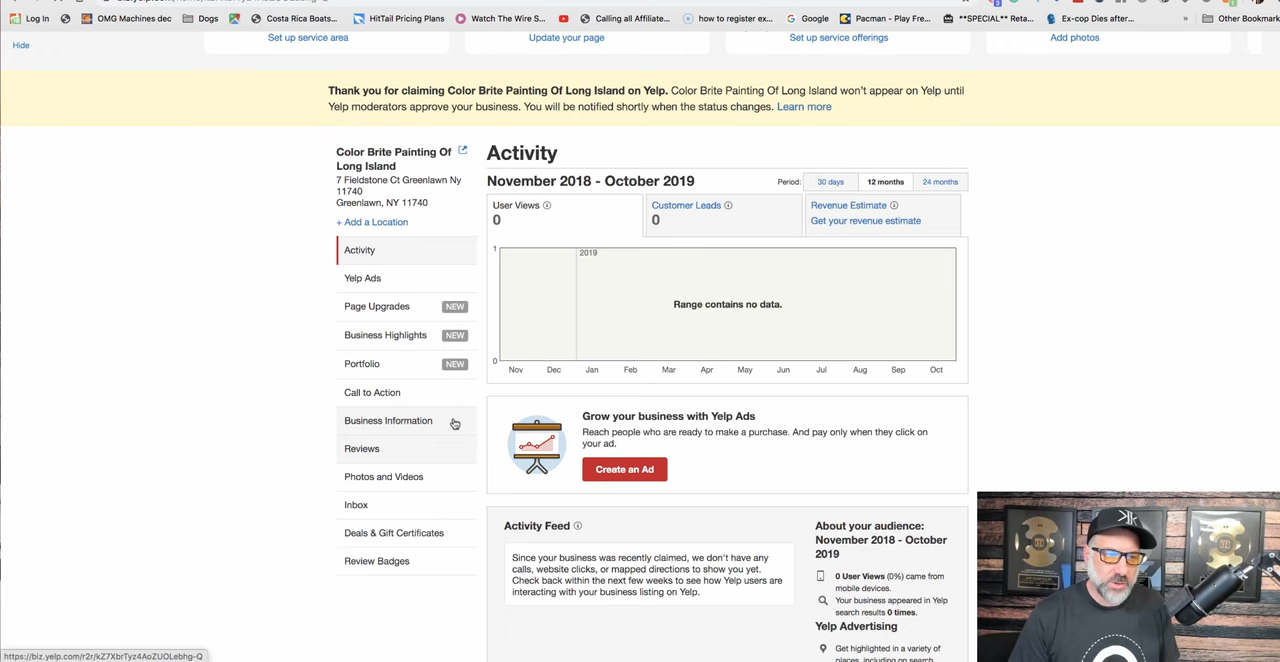 Log In
OMG Machines dec
Dogs
Costa Rica Boats...
HitTail Pricing Plans
Watch The Wire S...
Calling all Affiliate...
how to register ex...
Google
Pacman - Play Fre...
**SPECIAL** Reta...
Ex-cop Dies after...
»
Other Bookmark
Hide
Set up service area
Update your page
Set up service offerings
Add photos
Thank you for claiming Color Brite Painting Of Long Island on Yelp. Color Brite Painting Of Long Island won't appear on Yelp until
Yelp moderators approve your business. You will be notified shortly when the status changes. Learn more
Color Brite Painting Of
Long Island
7 Fieldstone Ct Greenlawn Ny
11740
Greenlawn, NY 11740
+ Add a Location
Activity
Yelp Ads
Page Upgrades NEW
Business Highlights NEW
Portfolio NEW
Call to Action
Business Information
Reviews
Photos and Videos
Inbox
Deals & Gift Certificates
Review Badges
Activity
November 2018 - October 2019
Period: 30 days 12 months 24 months
User Views
0
Customer Leads
0
Revenue Estimate
Get your revenue estimate
1
2019
Range contains no data.
0
Nov Dec Jan Feb Mar Apr May Jun Jul Aug Sep Oct
Grow your business with Yelp Ads
Reach people who are ready to make a purchase. And pay only when they click on
your ad.
Create an Ad
Activity Feed
Since your business was recently claimed, we don't have any
calls, website clicks, or mapped directions to show you yet.
Check back within the next few weeks to see how Yelp users are
interacting with your business listing on Yelp.
About your audience:
November 2018 - October
2019
0 User Views (0%) came from
mobile devices.
Your business appeared in Yelp
search results 0 times.
Yelp Advertising
Get highlighted in a variety of
places, including on search
https://biz.yelp.com/r2r/kZ7XbrTyz4AoZUOLebhg-Q